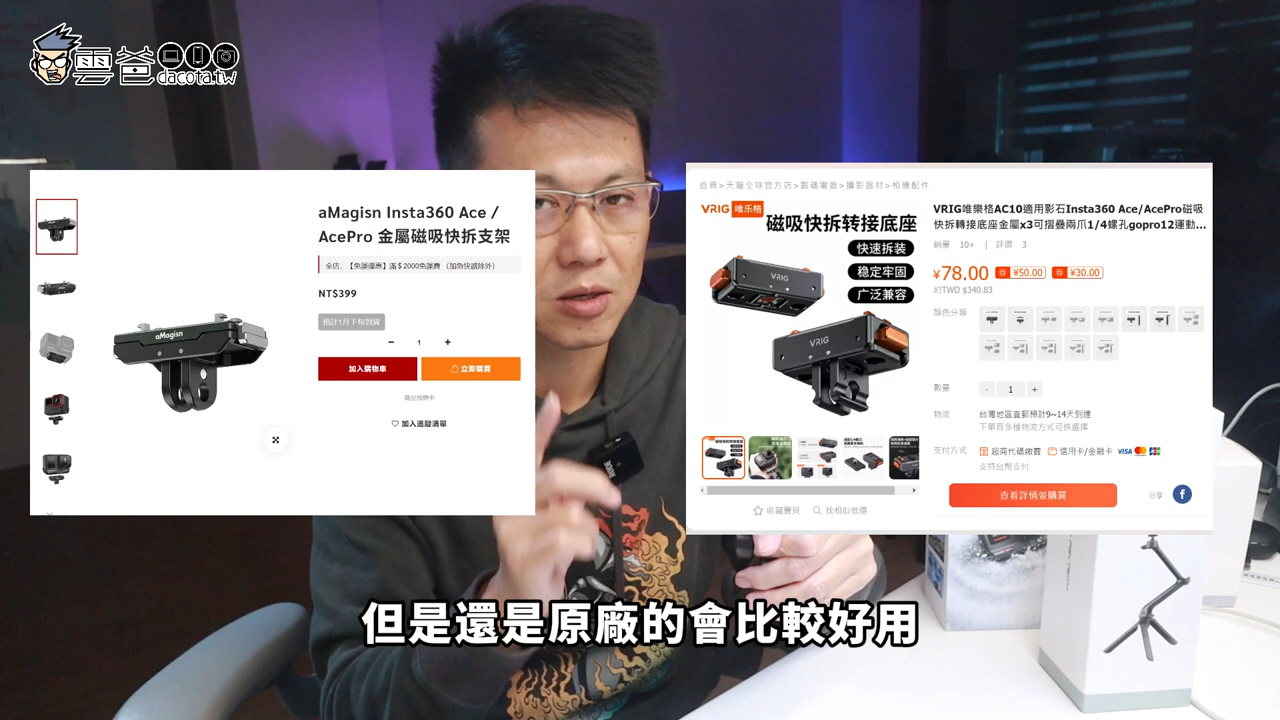 雲爸
dacota.tw
aMagisn Insta360 Ace /
AcePro 金屬磁吸快拆支架
全店，【免運優惠】滿＄2000免運費 （加急快遞除外）
NT$399
預計1月下旬到貨
− 1 +
加入購物車
立即購買
商品預購中
加入追蹤清單
aMagisn
首頁>天貓全球官方店>數碼電器>攝影器材>相機配件
VRIG 唯乐格
磁吸快拆转接底座
快速拆装
稳定牢固
广泛兼容
VRIG
VRIG
VRIG唯樂格AC10適用影石Insta360 Ace/AcePro磁吸
快拆轉接底座金屬x3可摺疊兩爪1/4螺孔gopro12運動...
銷量 10+ | 評價 3
¥78.00 券 ¥50.00 券 ¥30.00
約TWD $340.83
顏色分類
數量 - 1 +
物流 台灣地區直郵預計9~14天到達
下單頁多種物流方式可供選擇
支付方式 超商代碼繳費 信用卡/金融卡 VISA
支持台幣支付
查看詳情並購買
分享
收藏寶貝 找相似低價
但是還是原廠的會比較好用